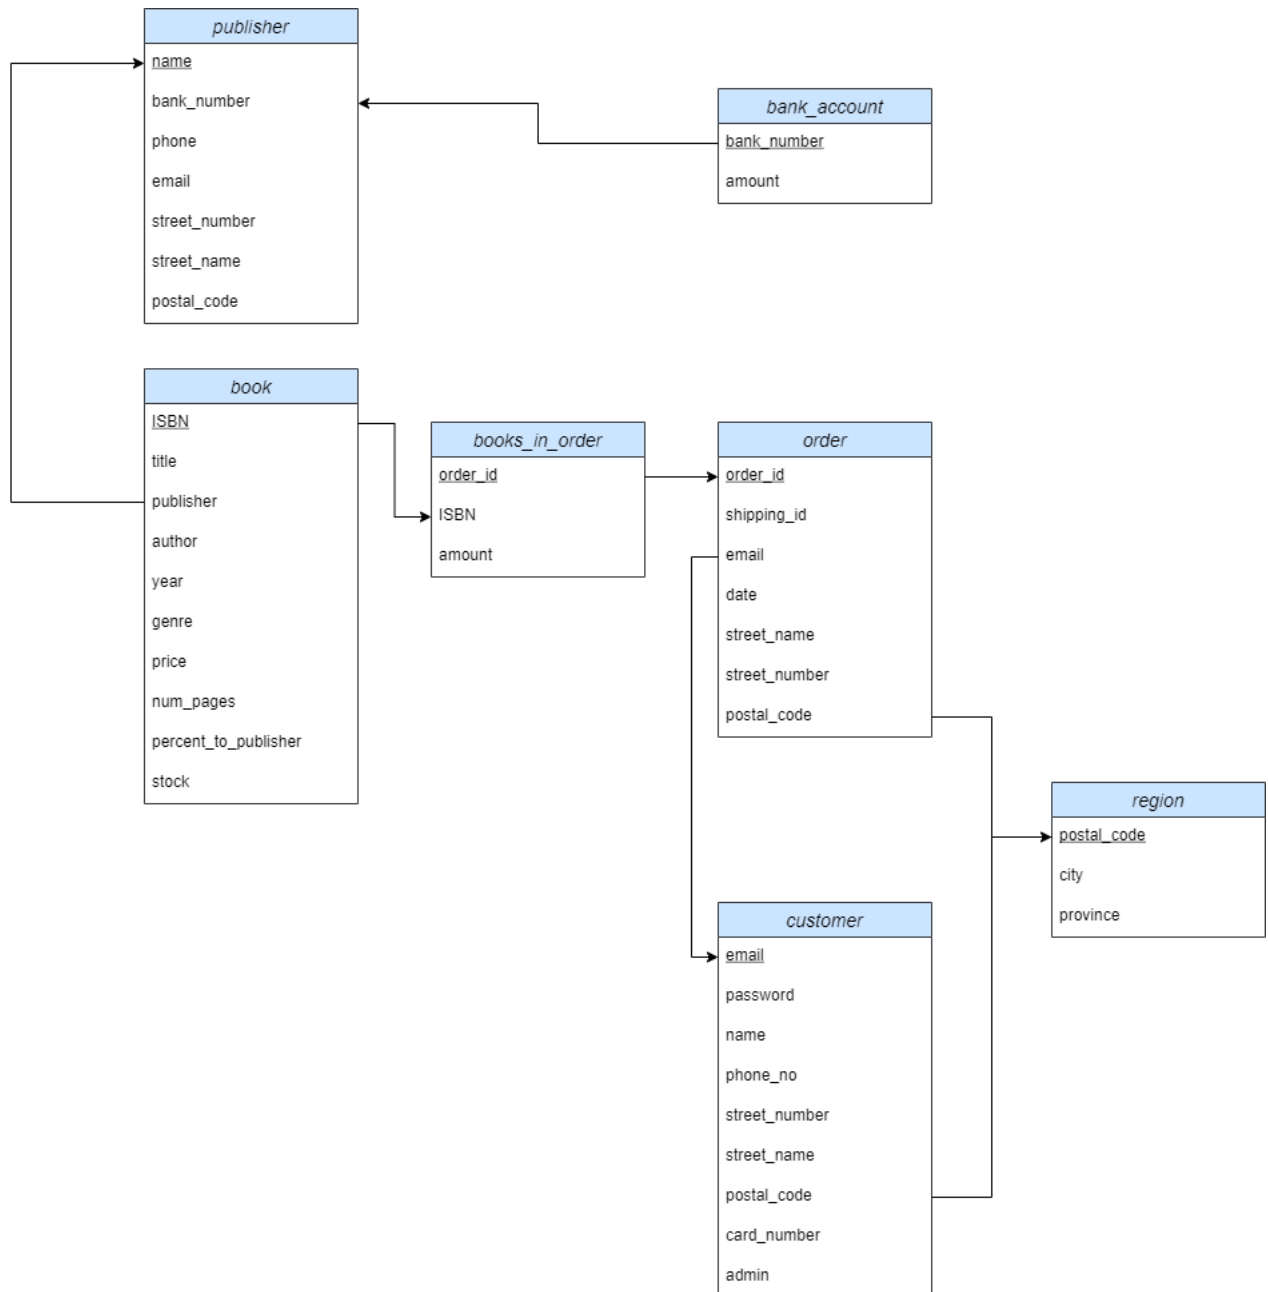 publisher
name
bank_number
phone
email
street_number
street_name
postal_code
bank_account
bank_number
amount
book
ISBN
title
publisher
author
year
genre
price
num_pages
percent_to_publisher
stock
books_in_order
order_id
ISBN
amount
order
order_id
shipping_id
email
date
street_name
street_number
postal_code
region
postal_code
city
province
customer
email
password
name
phone_no
street_number
street_name
postal_code
card_number
admin